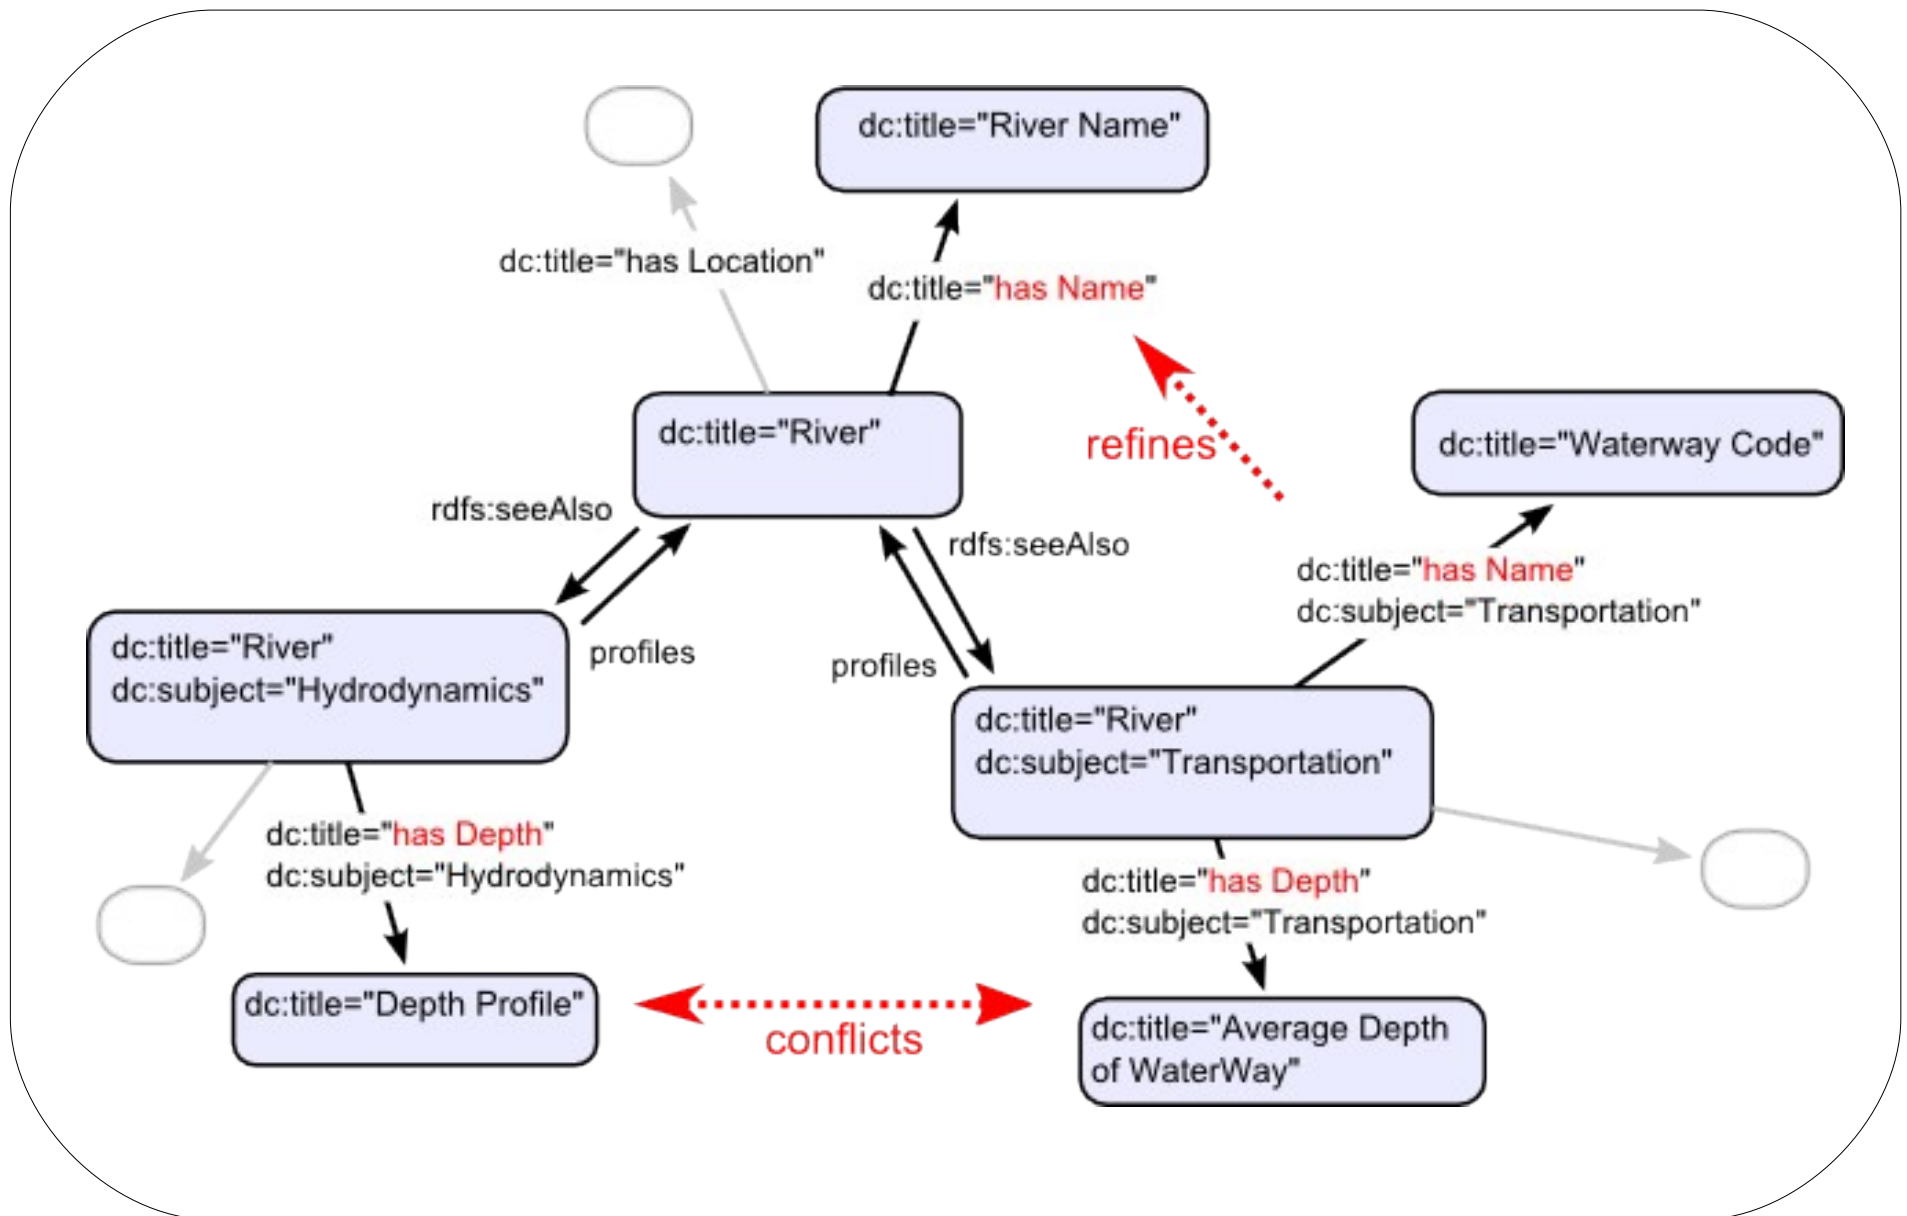 dc:title="River Name"
dc:title="has Location"
dc:title="has Name"
dc:title="River"
refines
dc:title="Waterway Code"
rdfs:seeAlso
rdfs:seeAlso
dc:title="has Name"
dc:subject="Transportation"
dc:title="River"
dc:subject="Hydrodynamics"
profiles
profiles
dc:title="River"
dc:subject="Transportation"
dc:title="has Depth"
dc:subject="Hydrodynamics"
dc:title="has Depth"
dc:subject="Transportation"
dc:title="Depth Profile"
conflicts
dc:title="Average Depth
of WaterWay"